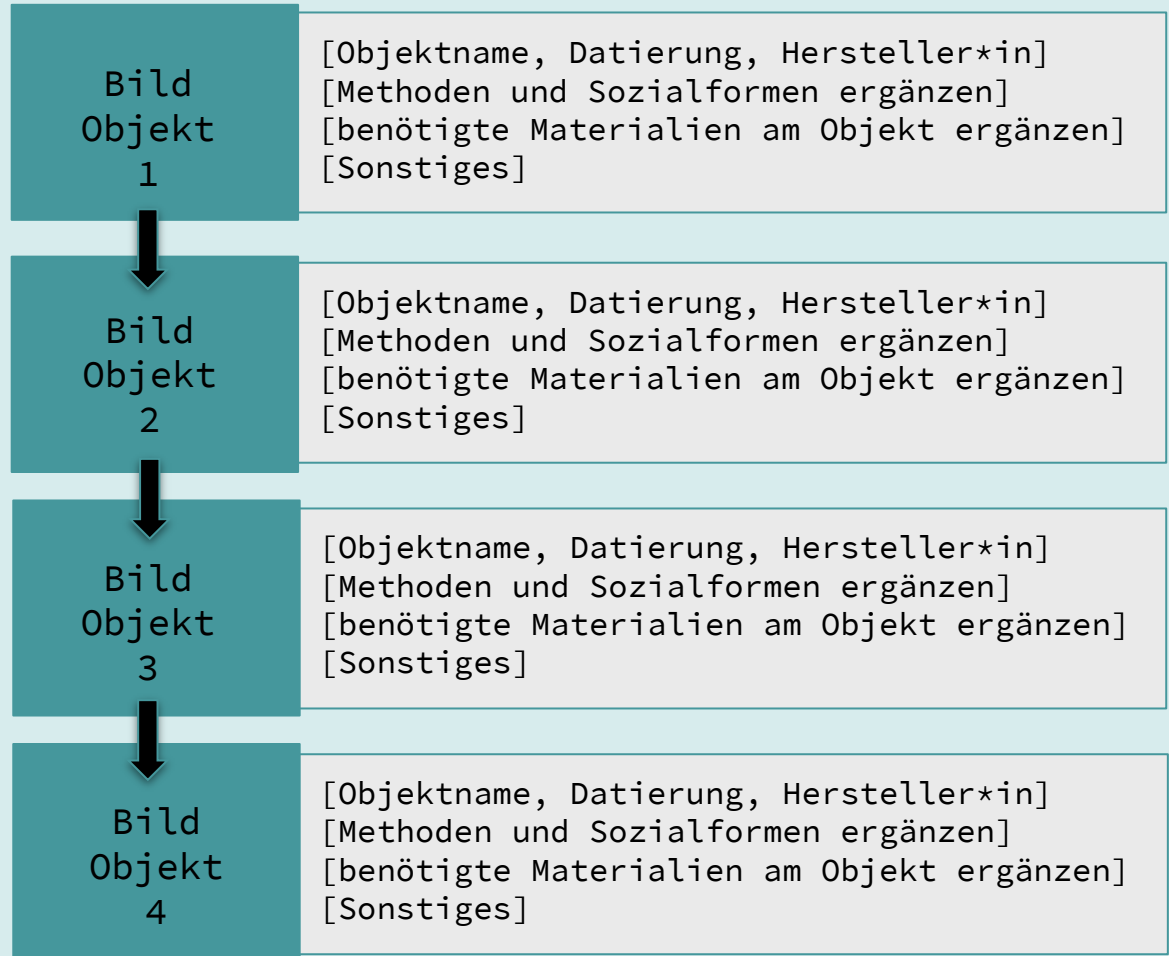 Bild
Objekt
1
[Objektname, Datierung, Hersteller*in]
[Methoden und Sozialformen ergänzen]
[benötigte Materialien am Objekt ergänzen]
[Sonstiges]
Bild
Objekt
2
[Objektname, Datierung, Hersteller*in]
[Methoden und Sozialformen ergänzen]
[benötigte Materialien am Objekt ergänzen]
[Sonstiges]
Bild
Objekt
3
[Objektname, Datierung, Hersteller*in]
[Methoden und Sozialformen ergänzen]
[benötigte Materialien am Objekt ergänzen]
[Sonstiges]
Bild
Objekt
4
[Objektname, Datierung, Hersteller*in]
[Methoden und Sozialformen ergänzen]
[benötigte Materialien am Objekt ergänzen]
[Sonstiges]